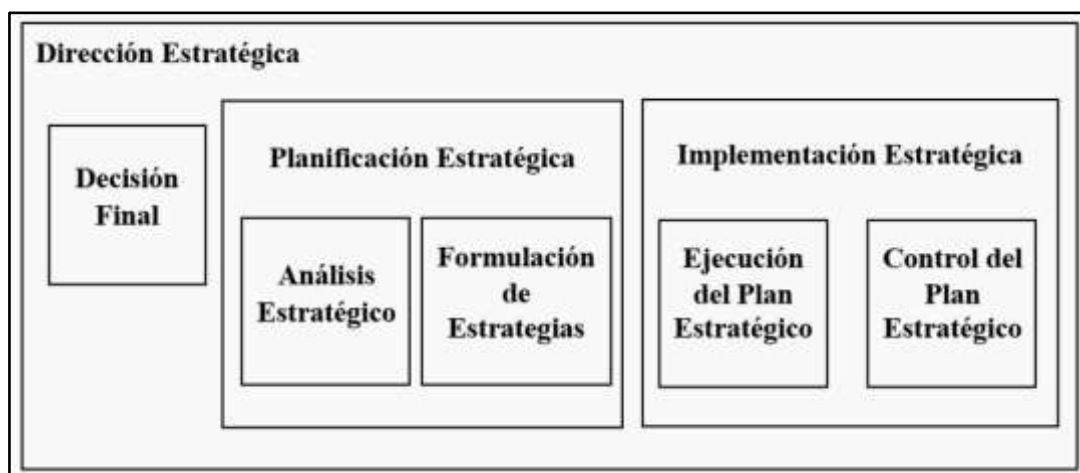 Dirección Estratégica
Decisión
Final
Planificación Estratégica
Análisis
Estratégico
Formulación
de
Estrategias
Implementación Estratégica
Ejecución
del Plan
Estratégico
Control del
Plan
Estratégico